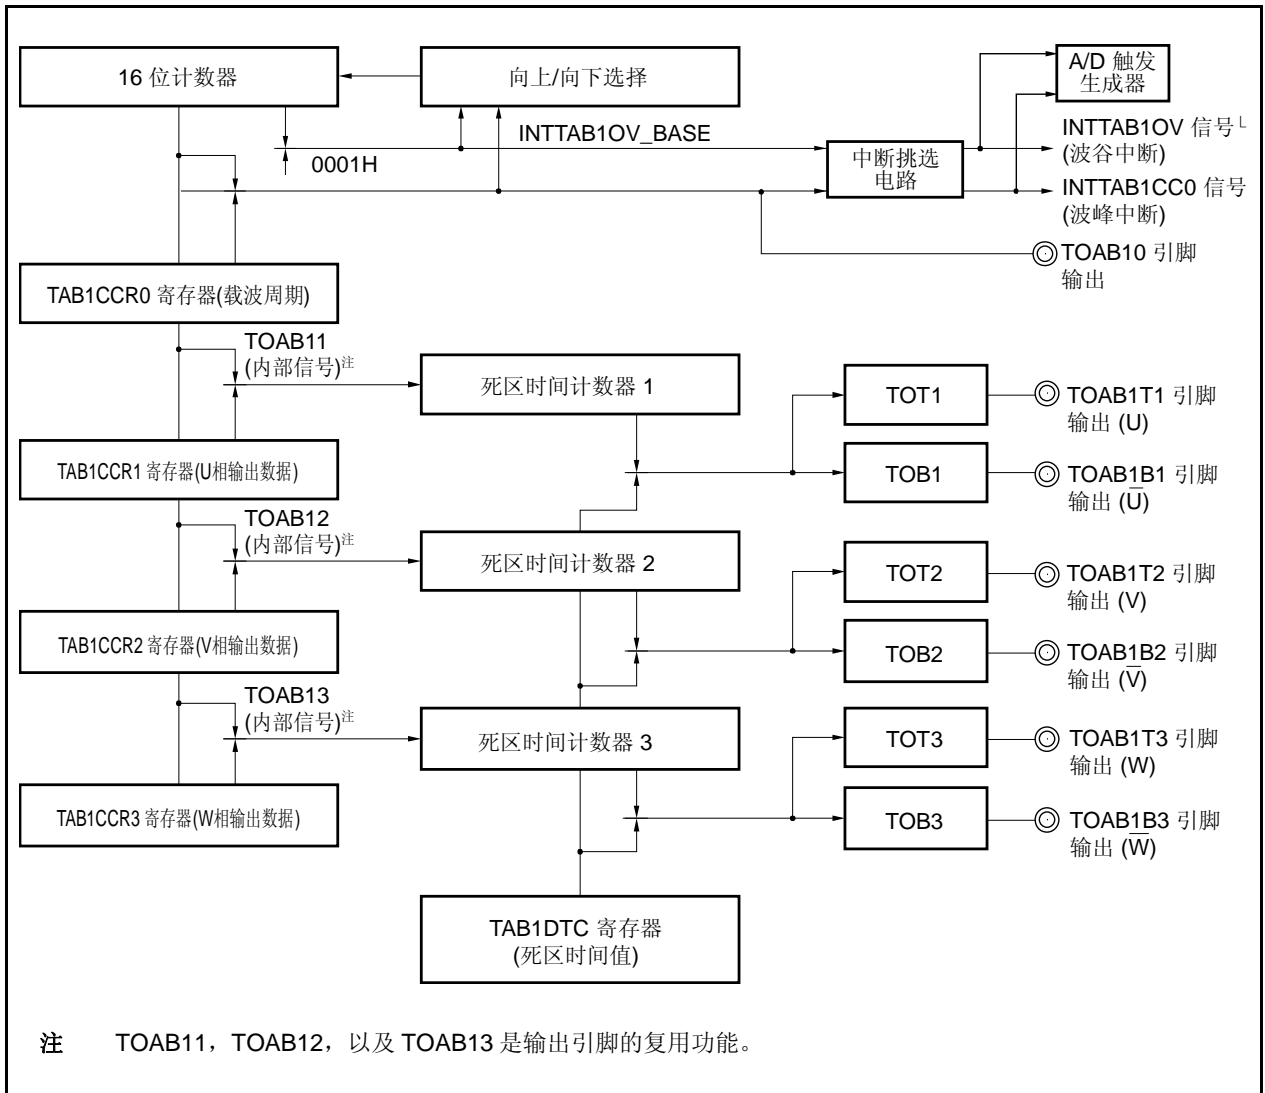 16 位计数器
向上/向下选择
A/D 触发
生成器
INTTAB1OV_BASE
0001H
中断挑选
电路
INTTAB1OV 信号
(波谷中断)
INTTAB1CC0 信号
(波峰中断)
TOAB10 引脚
输出
TAB1CCR0 寄存器(载波周期)
TOAB11
(内部信号)注
死区时间计数器 1
TOT1
TOAB1T1 引脚
输出 (U)
TAB1CCR1 寄存器(U相输出数据)
TOB1
TOAB1B1 引脚
输出 (U̅)
TOAB12
(内部信号)注
死区时间计数器 2
TOT2
TOAB1T2 引脚
输出 (V)
TAB1CCR2 寄存器(V相输出数据)
TOB2
TOAB1B2 引脚
输出 (V̅)
TOAB13
(内部信号)注
死区时间计数器 3
TOT3
TOAB1T3 引脚
输出 (W)
TAB1CCR3 寄存器(W相输出数据)
TOB3
TOAB1B3 引脚
输出 (W̅)
TAB1DTC 寄存器
(死区时间值)
注 TOAB11，TOAB12，以及 TOAB13 是输出引脚的复用功能。